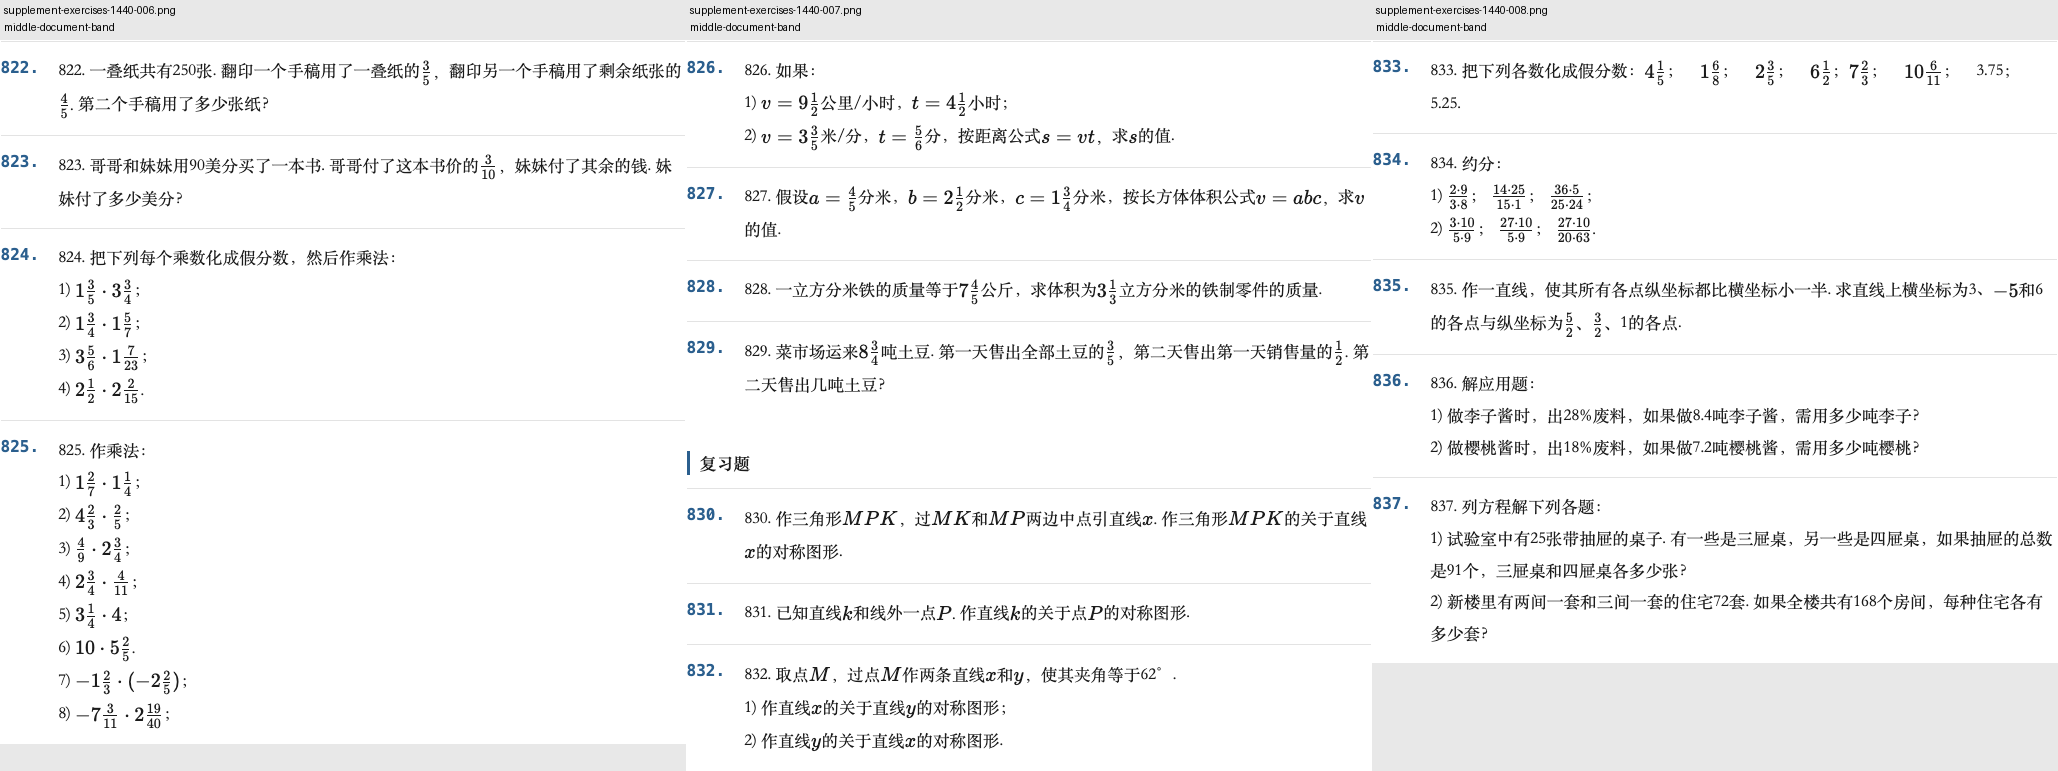 supplement-exercises-1440-006.png
middle-document-band
822. 822. 一叠纸共有250张. 翻印一个手稿用了一叠纸的3/5，翻印另一个手稿用了剩余纸张的
4/5. 第二个手稿用了多少张纸?
823. 823. 哥哥和妹妹用90美分买了一本书. 哥哥付了这本书价的3/10，妹妹付了其余的钱. 妹
妹付了多少美分?
824. 824. 把下列每个乘数化成假分数，然后作乘法：
1) 1 3/5 · 3 3/4；
2) 1 3/4 · 1 5/7；
3) 3 5/6 · 1 7/23；
4) 2 1/2 · 2 2/15.
825. 825. 作乘法：
1) 1 2/7 · 1 1/4；
2) 4 2/3 · 2/5；
3) 4/9 · 2 3/4；
4) 2 3/4 · 4/11；
5) 3 1/4 · 4；
6) 10 · 5 2/5.
7) −1 2/3 · (−2 2/5)；
8) −7 3/11 · 2 19/40；
supplement-exercises-1440-007.png
middle-document-band
826. 826. 如果：
1) v = 9 1/2公里/小时，t = 4 1/2小时；
2) v = 3 3/5米/分，t = 5/6分，按距离公式s = vt，求s的值.
827. 827. 假设a = 4/5分米，b = 2 1/2分米，c = 1 3/4分米，按长方体体积公式v = abc，求v
的值.
828. 828. 一立方分米铁的质量等于7 4/5公斤，求体积为3 1/3立方分米的铁制零件的质量.
829. 829. 菜市场运来8 3/4吨土豆. 第一天售出全部土豆的3/5，第二天售出第一天销售量的1/2. 第
二天售出几吨土豆?
复习题
830. 830. 作三角形MPK，过MK和MP两边中点引直线x. 作三角形MPK的关于直线
x的对称图形.
831. 831. 已知直线k和线外一点P. 作直线k的关于点P的对称图形.
832. 832. 取点M，过点M作两条直线x和y，使其夹角等于62°.
1) 作直线x的关于直线y的对称图形；
2) 作直线y的关于直线x的对称图形.
supplement-exercises-1440-008.png
middle-document-band
833. 833. 把下列各数化成假分数：4 1/5； 1 6/8； 2 3/5； 6 1/2；7 2/3； 10 6/11； 3.75；
5.25.
834. 834. 约分：
1) 2·9/3·8； 14·25/15·1； 36·5/25·24；
2) 3·10/5·9； 27·10/5·9； 27·10/20·63.
835. 835. 作一直线，使其所有各点纵坐标都比横坐标小一半. 求直线上横坐标为3、−5和6
的各点与纵坐标为5/2、3/2、1的各点.
836. 836. 解应用题：
1) 做李子酱时，出28%废料，如果做8.4吨李子酱，需用多少吨李子?
2) 做樱桃酱时，出18%废料，如果做7.2吨樱桃酱，需用多少吨樱桃?
837. 837. 列方程解下列各题：
1) 试验室中有25张带抽屉的桌子. 有一些是三屉桌，另一些是四屉桌，如果抽屉的总数
是91个，三屉桌和四屉桌各多少张?
2) 新楼里有两间一套和三间一套的住宅72套. 如果全楼共有168个房间，每种住宅各有
多少套?